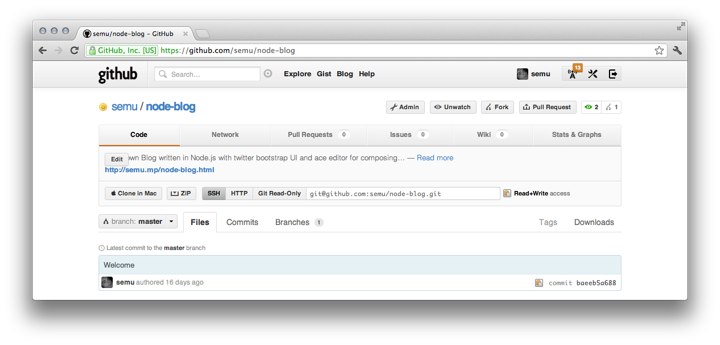 semu/node-blog – GitHub
GitHub, Inc. [US] https://github.com/semu/node-blog
github Search... Explore Gist Blog Help semu 13
semu / node-blog Admin Unwatch Fork Pull Request 2 1
Code Network Pull Requests 0 Issues 0 Wiki 0 Stats & Graphs
Edit wn Blog written in Node.js with twitter bootstrap UI and ace editor for composing... — Read more
http://semu.mp/node-blog.html
Clone in Mac ZIP SSH HTTP Git Read-Only git@github.com:semu/node-blog.git Read+Write access
branch: master Files Commits Branches 1 Tags Downloads
Latest commit to the master branch
Welcome
semu authored 16 days ago commit baeeb5a688